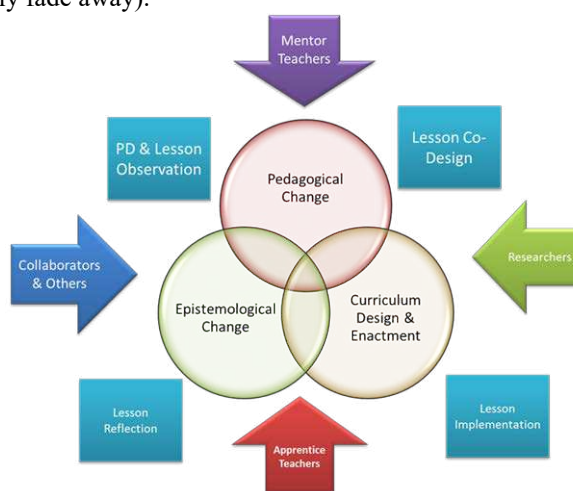 fade away).
Mentor
Teachers
PD & Lesson
Observation
Lesson Co-
Design
Pedagogical
Change
Collaborators
& Others
Researchers
Epistemological
Change
Curriculum
Design &
Enactment
Lesson
Reflection
Lesson
Implementation
Apprentice
Teachers